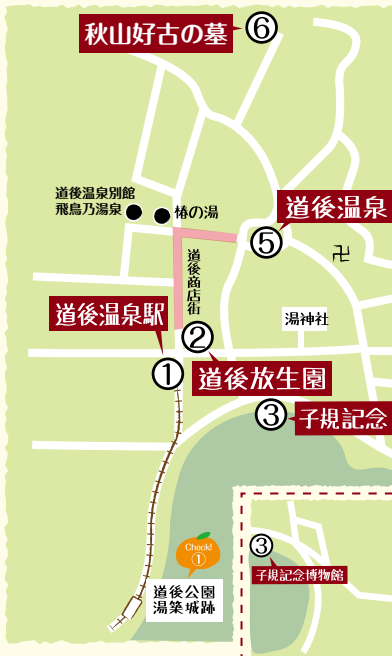 秋山好古の墓
⑥
道後温泉別館
飛鳥乃湯泉
椿の湯
道後温泉
⑤
卍
道後商店街
道後温泉駅
湯神社
②
①
道後放生園
③
子規記念
Check!
①
道後公園
湯築城跡
③
子規記念博物館